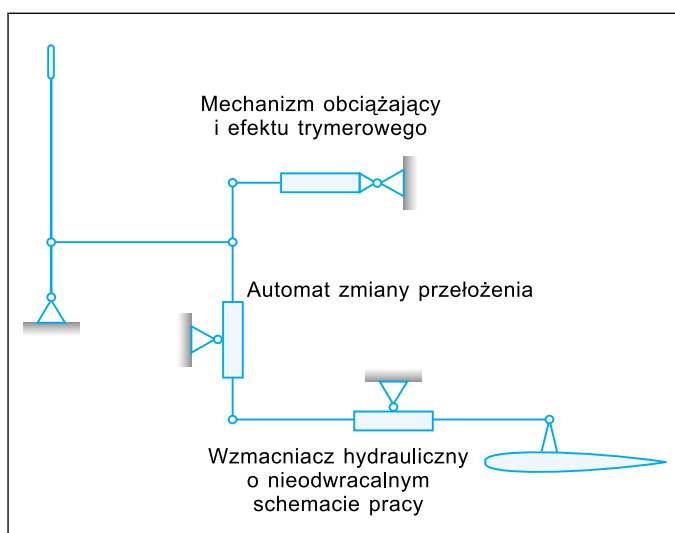 Mechanizm obciążający
i efektu trymerowego
Automat zmiany przełożenia
Wzmacniacz hydrauliczny
o nieodwracalnym
schemacie pracy